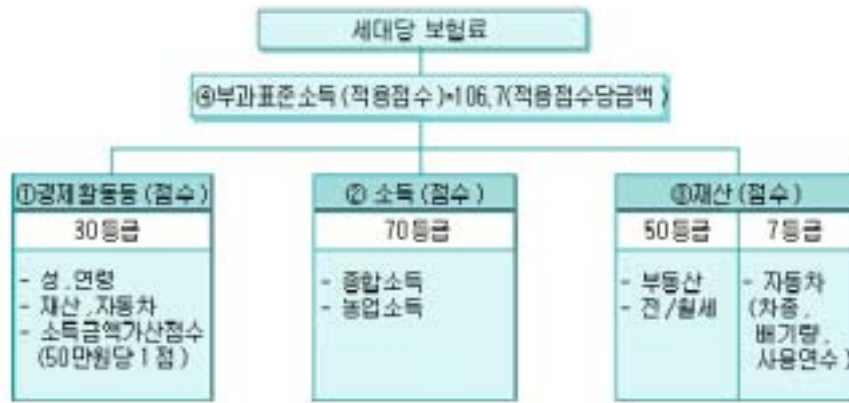 세대당 보험료
④부과표준소득(적용점수)*106.7(적용점수당금액)
①경제활동등(점수)
30등급
- 성,연령
- 재산,자동차
- 소득금액가산점수
(50만원당 1점)
② 소득(점수)
70등급
- 종합소득
- 농업소득
③재산(점수)
50등급
- 부동산
- 전/월세
7등급
- 자동차
(차종,
배기량,
사용연수)